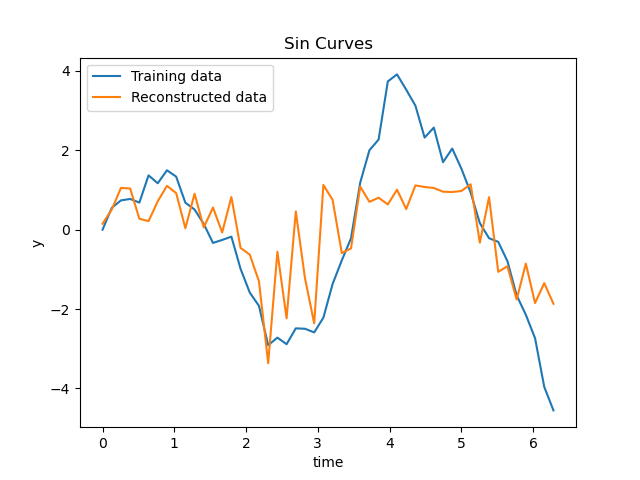 Sin Curves
Training data
Reconstructed data
y
4
2
0
−2
−4
0 1 2 3 4 5 6
time